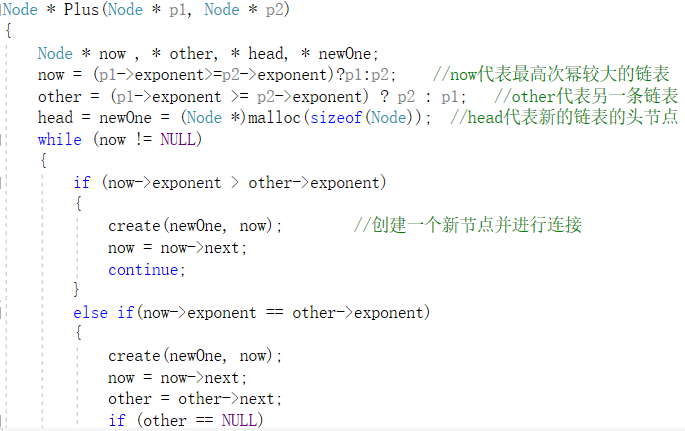 Node * Plus(Node * p1, Node * p2)
{
Node * now , * other, * head, * newOne;
now = (p1->exponent>=p2->exponent)?p1:p2; //now代表最高次幂较大的链表
other = (p1->exponent >= p2->exponent) ? p2 : p1; //other代表另一条链表
head = newOne = (Node *)malloc(sizeof(Node)); //head代表新的链表的头节点
while (now != NULL)
{
if (now->exponent > other->exponent)
{
create(newOne, now); //创建一个新节点并进行连接
now = now->next;
continue;
}
else if(now->exponent == other->exponent)
{
create(newOne, now);
now = now->next;
other = other->next;
if (other == NULL)